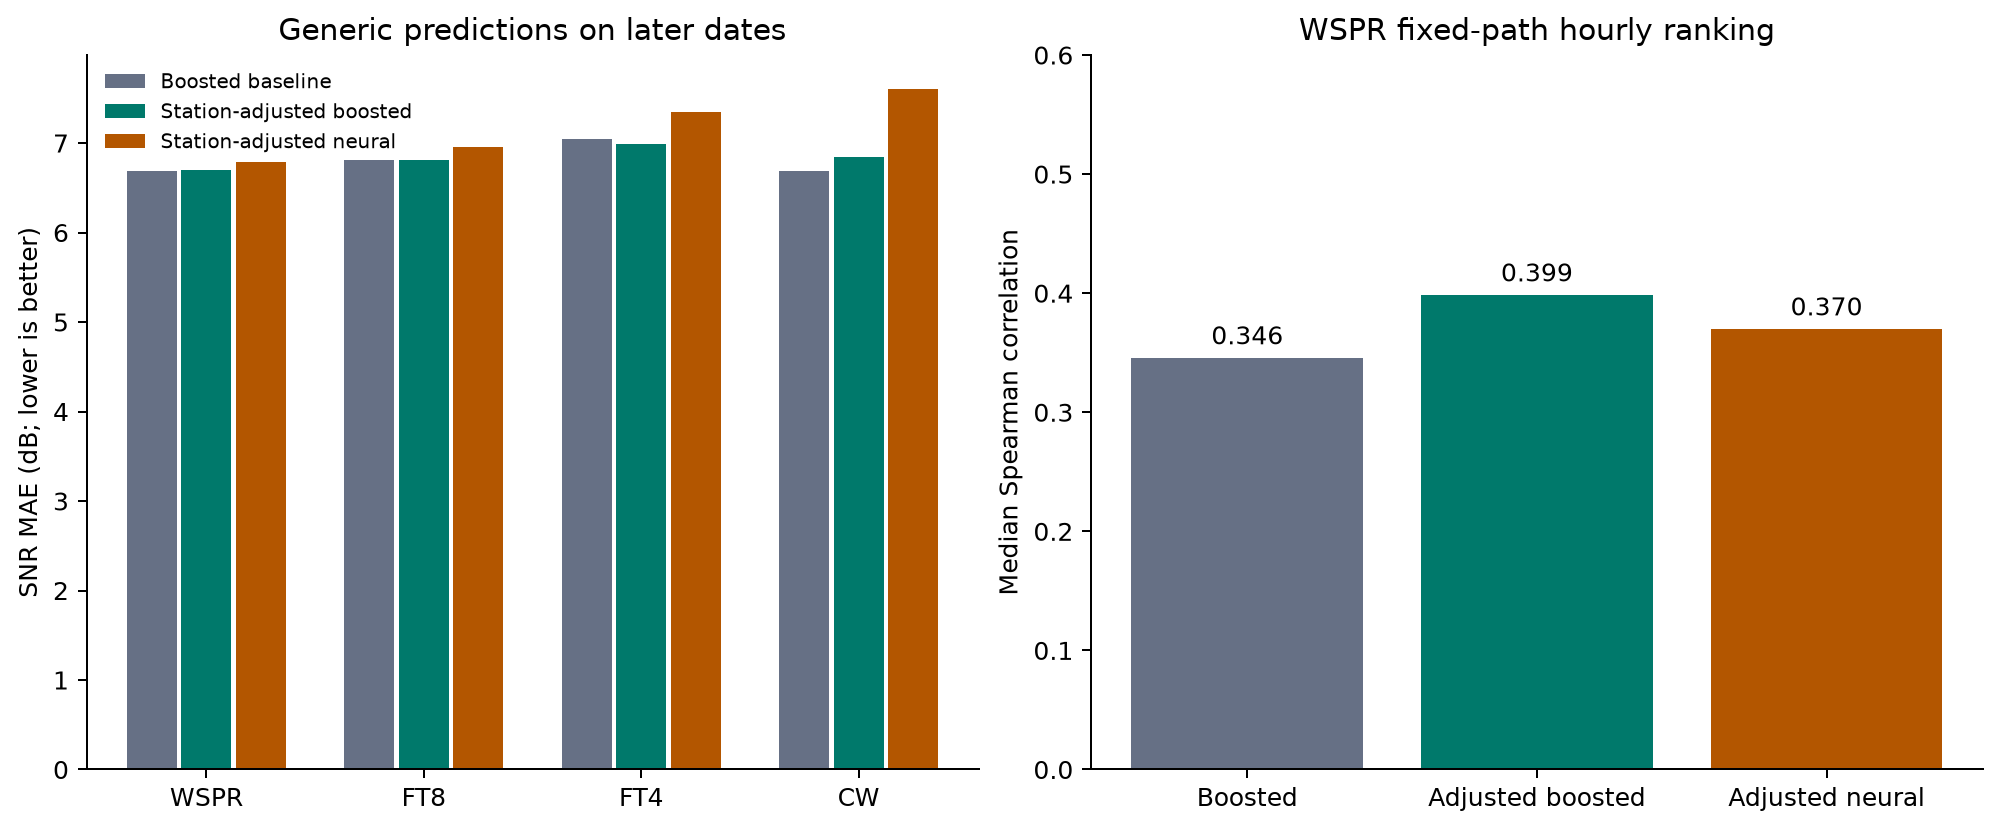 Generic predictions on later dates
Boosted baseline
Station-adjusted boosted
Station-adjusted neural
SNR MAE (dB; lower is better)
7
6
5
4
3
2
1
0
WSPR
FT8
FT4
CW
WSPR fixed-path hourly ranking
Median Spearman correlation
0.6
0.5
0.4
0.3
0.2
0.1
0.0
0.346
0.399
0.370
Boosted
Adjusted boosted
Adjusted neural